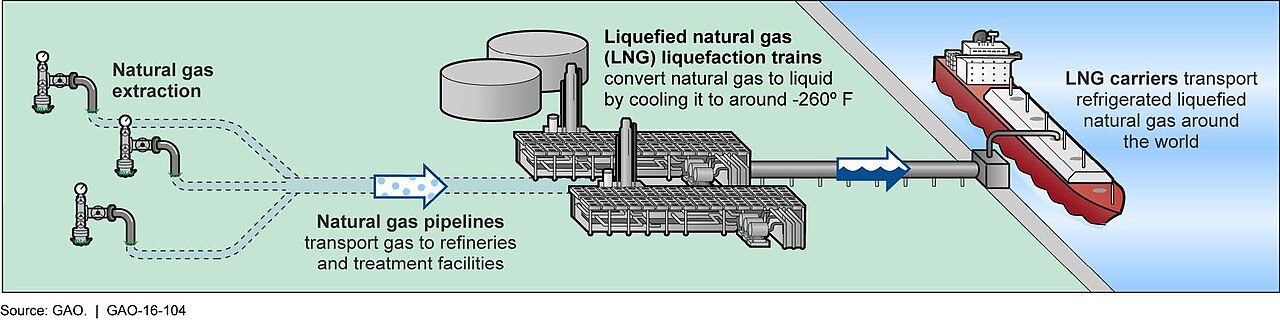 Natural gas
extraction
Natural gas pipelines
transport gas to refineries
and treatment facilities
Liquefied natural gas
(LNG) liquefaction trains
convert natural gas to liquid
by cooling it to around -260º F
LNG carriers transport
refrigerated liquefied
natural gas around
the world
Source: GAO. | GAO-16-104